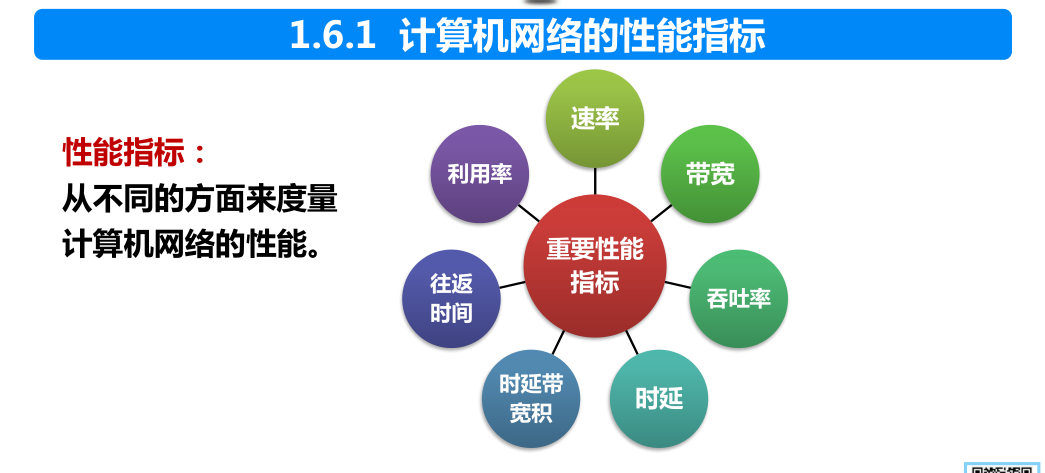 1.6.1 计算机网络的性能指标
性能指标：
从不同的方面来度量
计算机网络的性能。
重要性能
指标
速率
带宽
吞吐率
时延
时延带
宽积
往返
时间
利用率